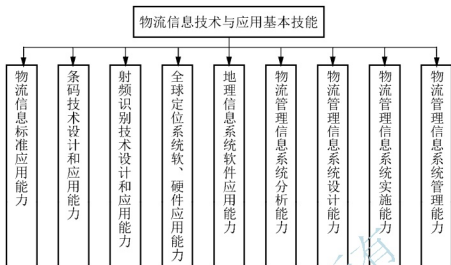 物流信息技术与应用基本技能
物流信息标准应用能力
条码技术设计和应用能力
射频识别技术设计和应用能力
全球定位系统软、硬件应用能力
地理信息系统软件应用能力
物流管理信息系统分析能力
物流管理信息系统设计能力
物流管理信息系统实施能力
物流管理信息系统管理能力
所有